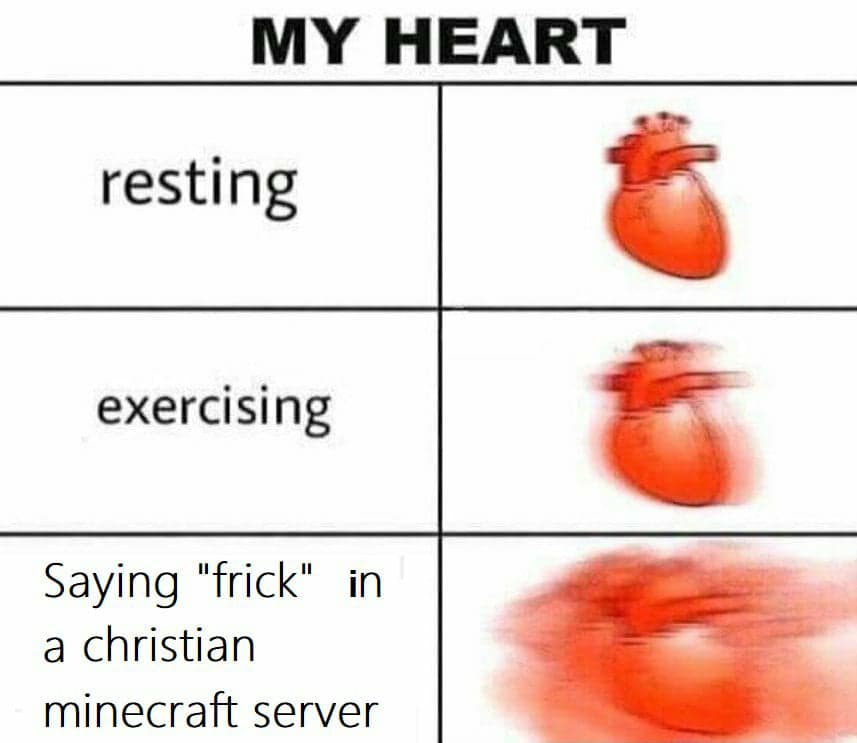 MY HEART
resting
exercising
Saying "frick" in
a christian
minecraft server